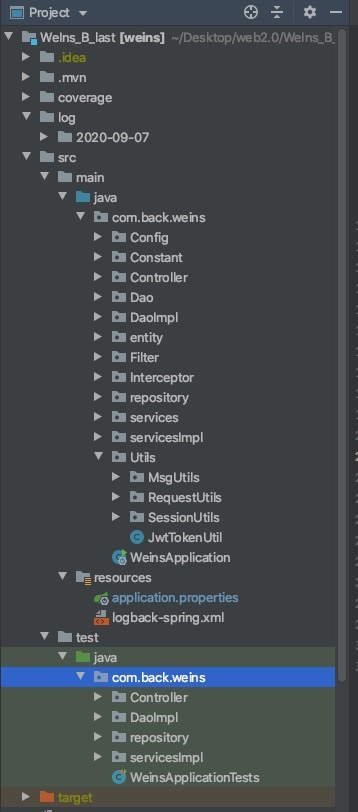 Project
WeIns_B_last [weins] ~/Desktop/web2.0/WeIns_B_
.idea
.mvn
coverage
log
2020-09-07
src
main
java
com.back.weins
Config
Constant
Controller
Dao
DaoImpl
entity
Filter
Interceptor
repository
services
servicesImpl
Utils
MsgUtils
RequestUtils
SessionUtils
JwtTokenUtil
WeinsApplication
resources
application.properties
logback-spring.xml
test
java
com.back.weins
Controller
DaoImpl
repository
servicesImpl
WeinsApplicationTests
target